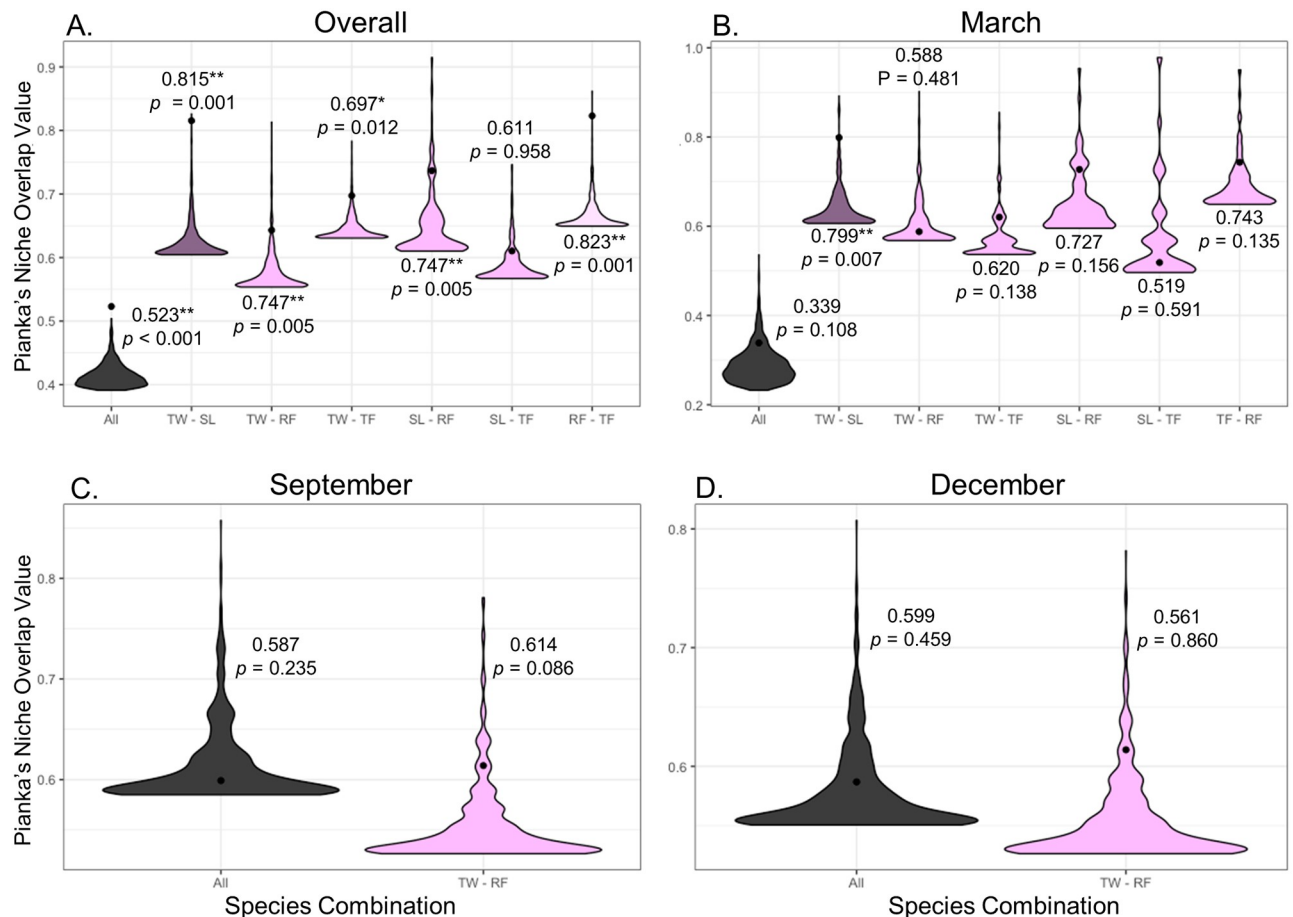 A.
Overall
Pianka's Niche Overlap Value
0.9
0.8
0.7
0.6
0.5
0.4
0.523**
p < 0.001
0.815**
p = 0.001
0.747**
p = 0.005
0.697*
p = 0.012
0.747**
p = 0.005
0.611
p = 0.958
0.823**
p = 0.001
All
TW - SL
TW - RF
TW - TF
SL - RF
SL - TF
RF - TF
B.
March
1.0
0.8
0.6
0.4
0.2
0.339
p = 0.108
0.799**
p = 0.007
0.588
P = 0.481
0.620
p = 0.138
0.727
p = 0.156
0.519
p = 0.591
0.743
p = 0.135
All
TW - SL
TW - RF
TW - TF
SL - RF
SL - TF
TF - RF
C.
September
Pianka's Niche Overlap Value
0.8
0.7
0.6
0.587
p = 0.235
0.614
p = 0.086
All
TW - RF
Species Combination
D.
December
0.8
0.7
0.6
0.599
p = 0.459
0.561
p = 0.860
All
TW - RF
Species Combination